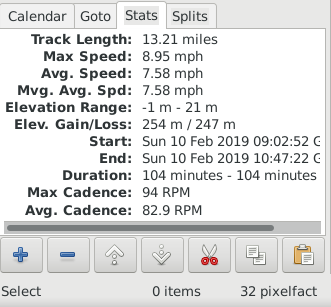 Calendar Goto Stats Splits
Track Length: 13.21 miles
Max Speed: 8.95 mph
Avg. Speed: 7.58 mph
Mvg. Avg. Spd: 7.58 mph
Elevation Range: -1 m - 21 m
Elev. Gain/Loss: 254 m / 247 m
Start: Sun 10 Feb 2019 09:02:52 G
End: Sun 10 Feb 2019 10:47:22 G
Duration: 104 minutes - 104 minutes
Max Cadence: 94 RPM
Avg. Cadence: 82.9 RPM
Select 0 items 32 pixelfact